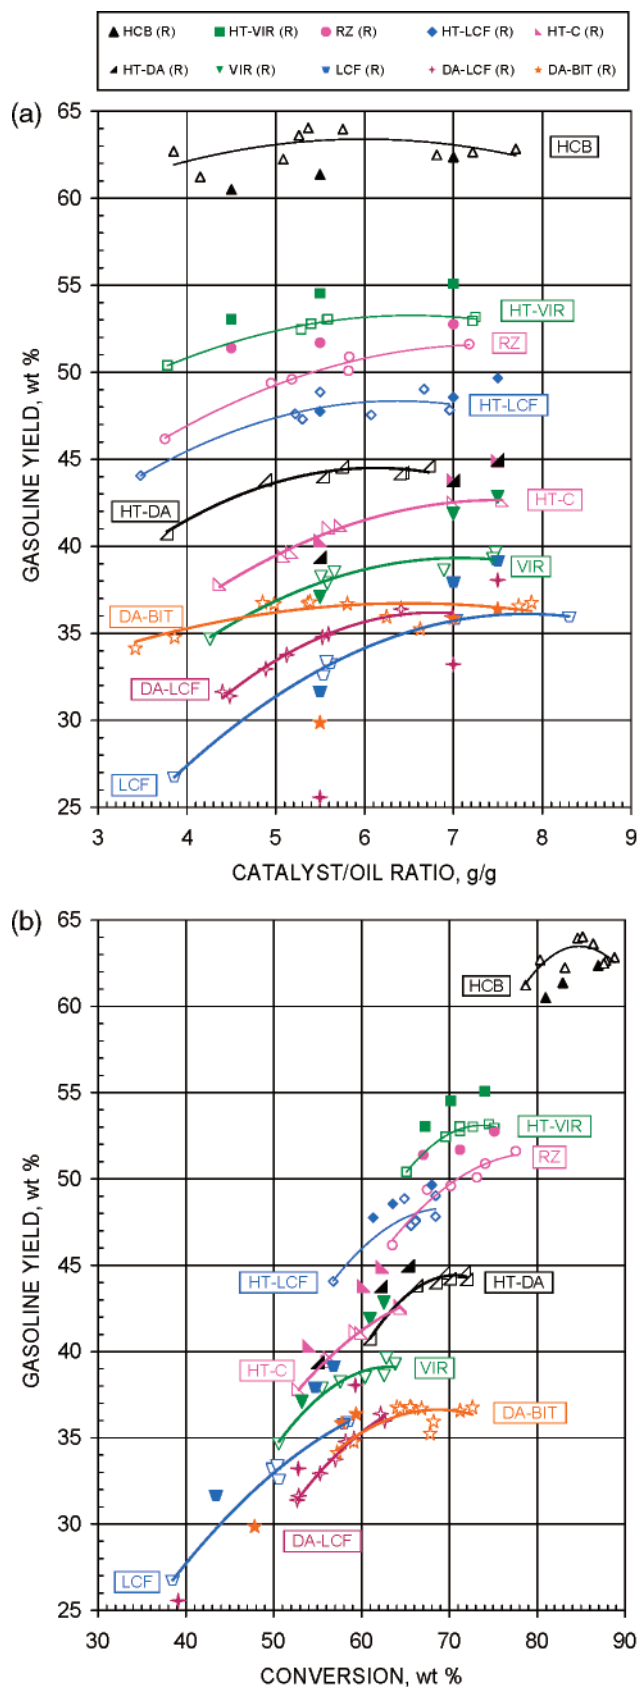 HCB (R) HT-VIR (R) RZ (R) HT-LCF (R) HT-C (R)
HT-DA (R) VIR (R) LCF (R) DA-LCF (R) DA-BIT (R)
(a)
65
60
55
50
45
40
35
30
25
GASOLINE YIELD, wt %
HCB
HT-VIR
RZ
HT-LCF
HT-DA
HT-C
VIR
DA-BIT
DA-LCF
LCF
3 4 5 6 7 8 9
CATALYST/OIL RATIO, g/g
(b)
65
60
55
50
45
40
35
30
25
GASOLINE YIELD, wt %
HCB
HT-VIR
RZ
HT-LCF
HT-DA
HT-C
VIR
DA-BIT
DA-LCF
LCF
30 40 50 60 70 80 90
CONVERSION, wt %